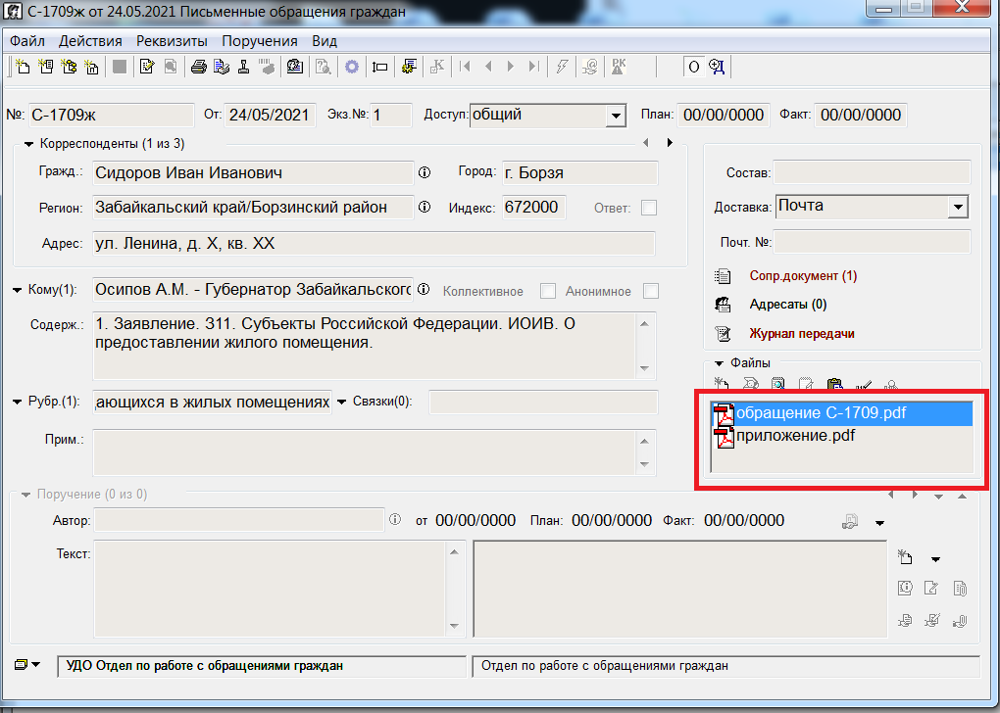 С-1709ж от 24.05.2021 Письменные обращения граждан
Файл Действия Реквизиты Поручения Вид
О
РК
№: С-1709ж От: 24/05/2021 Экз.№: 1 Доступ: общий План: 00/00/0000 Факт: 00/00/0000
Корреспонденты (1 из 3)
Гражд.: Сидоров Иван Иванович Город: г. Борзя
Регион: Забайкальский край/Борзинский район Индекс: 672000 Ответ:
Адрес: ул. Ленина, д. Х, кв. ХХ
Состав:
Доставка: Почта
Почт. №:
Кому(1): Осипов А.М. - Губернатор Забайкальского Коллективное Анонимное
Содерж.: 1. Заявление. 311. Субъекты Российской Федерации. ИОИВ. О
предоставлении жилого помещения.
Сопр.документ (1)
Адресаты (0)
Журнал передачи
Файлы
обращение С-1709.pdf
приложение.pdf
Рубр.(1): ающихся в жилых помещениях Связки(0):
Прим.:
Поручение (0 из 0)
Автор: от 00/00/0000 План: 00/00/0000 Факт: 00/00/0000
Текст:
УДО Отдел по работе с обращениями граждан Отдел по работе с обращениями граждан